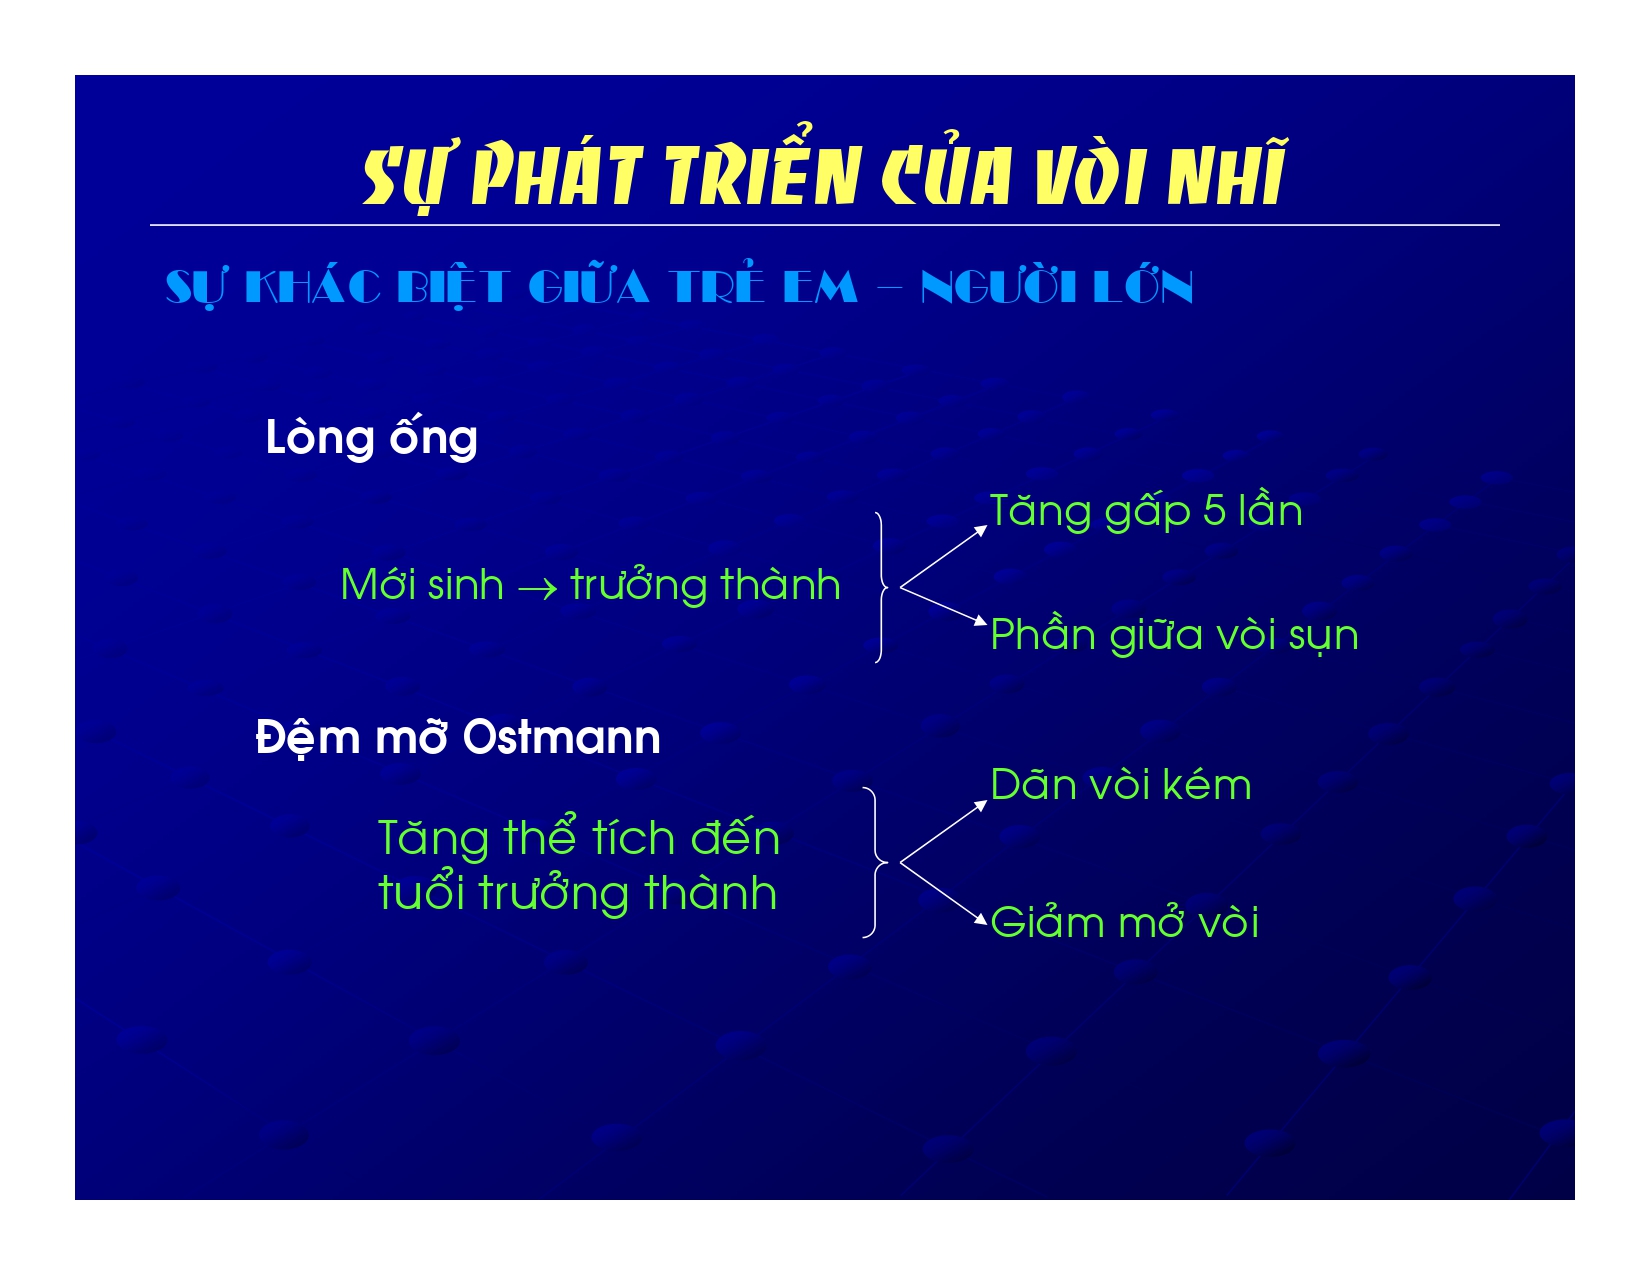 SỰ PHÁT TRIỂN CỦA VÒI NHĨ
SỰ KHÁC BIỆT GIỮA TRẺ EM – NGƯỜI LỚN
Lòng ống
Tăng gấp 5 lần
Mới sinh → trưởng thành
Phần giữa vòi sụn
Đệm mỡ Ostmann
Dãn vòi kém
Tăng thể tích đến
tuổi trưởng thành
Giảm mở vòi